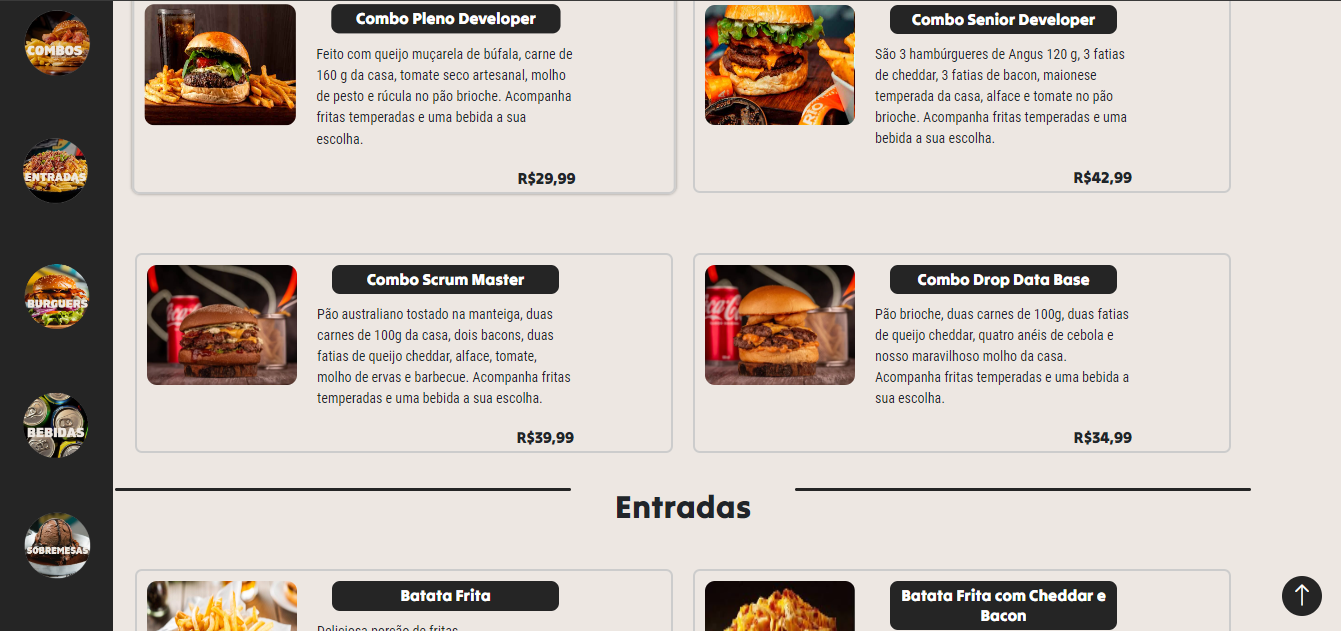 COMBOS
ENTRADAS
BURGUERS
BEBIDAS
SOBREMESAS
Combo Pleno Developer
Feito com queijo muçarela de búfala, carne de
160 g da casa, tomate seco artesanal, molho
de pesto e rúcula no pão brioche. Acompanha
fritas temperadas e uma bebida a sua
escolha.
R$29,99
Combo Senior Developer
São 3 hambúrgueres de Angus 120 g, 3 fatias
de cheddar, 3 fatias de bacon, maionese
temperada da casa, alface e tomate no pão
brioche. Acompanha fritas temperadas e uma
bebida a sua escolha.
R$42,99
Combo Scrum Master
Pão australiano tostado na manteiga, duas
carnes de 100g da casa, dois bacons, duas
fatias de queijo cheddar, alface, tomate,
molho de ervas e barbecue. Acompanha fritas
temperadas e uma bebida a sua escolha.
R$39,99
Combo Drop Data Base
Pão brioche, duas carnes de 100g, duas fatias
de queijo cheddar, quatro anéis de cebola e
nosso maravilhoso molho da casa.
Acompanha fritas temperadas e uma bebida a
sua escolha.
R$34,99
Entradas
Batata Frita
Deliciosa porção de fritas
Batata Frita com Cheddar e
Bacon